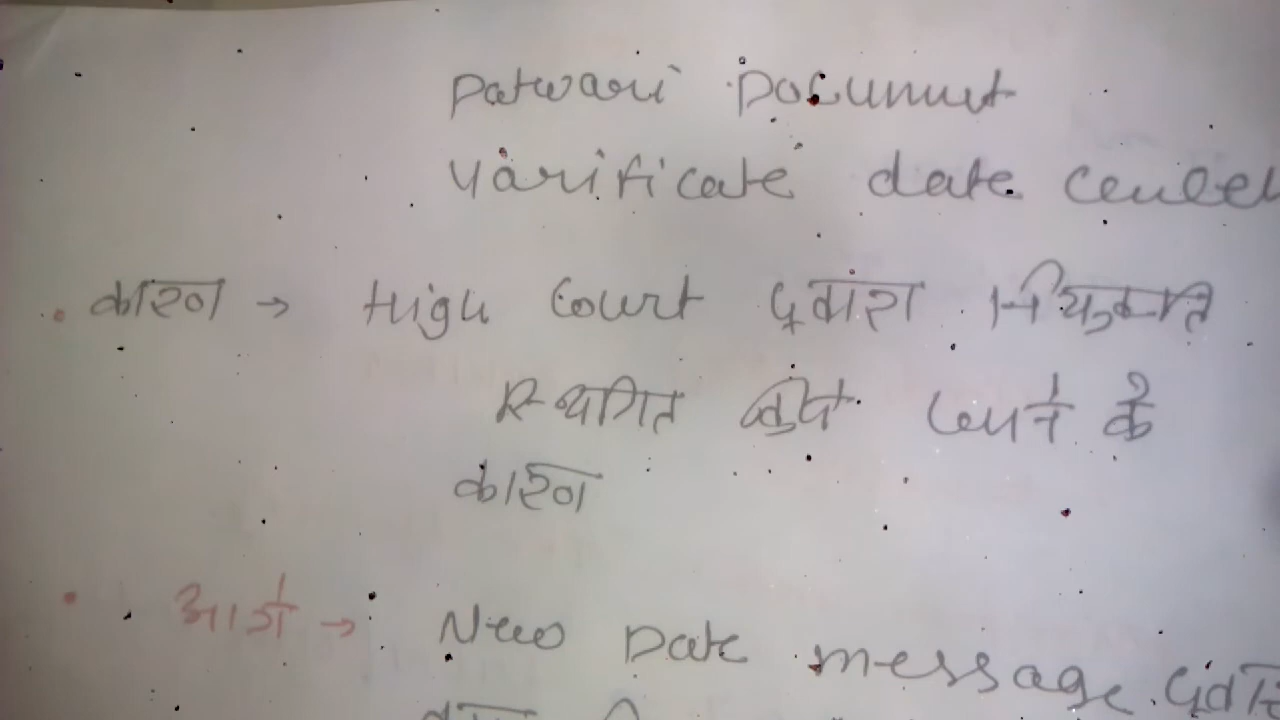 Patwari Document
Varificate date cencel
कारण → High Court द्वारा नियुक्ति
स्थगित किये जाने के
कारण
आगे → New Date message द्वारा